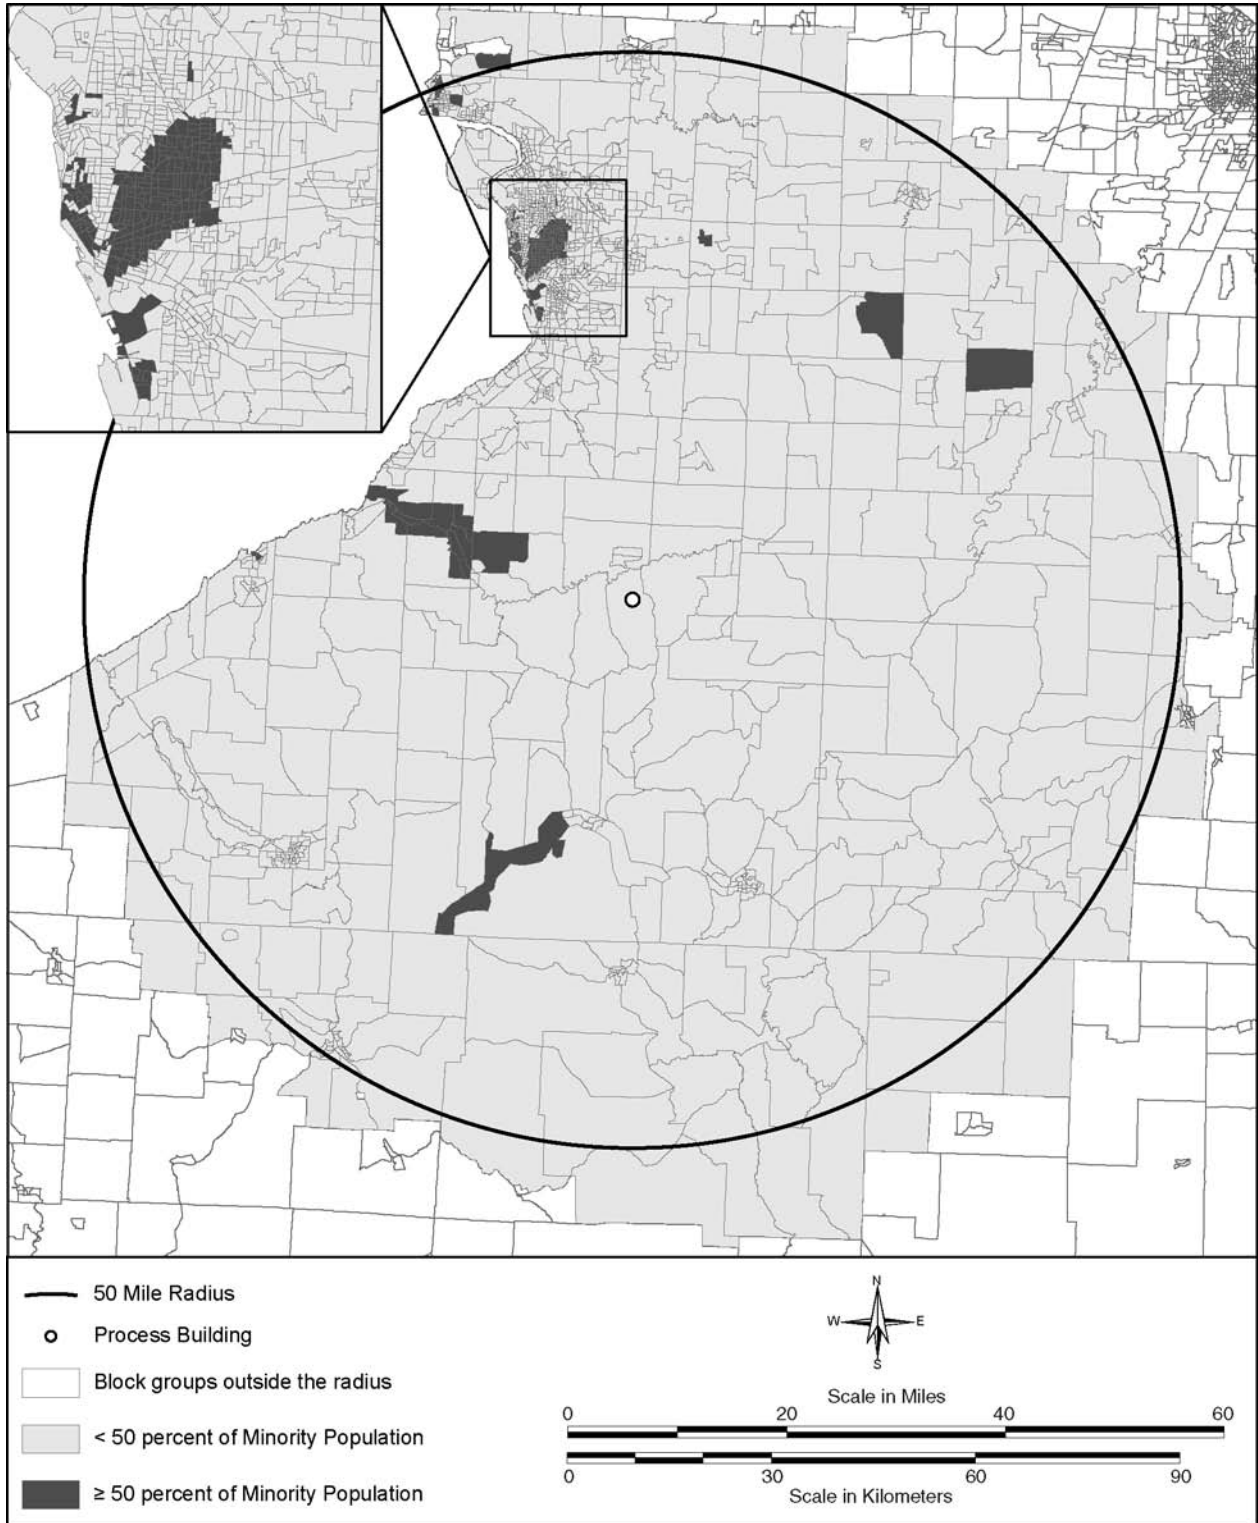 50 Mile Radius
Process Building
Block groups outside the radius
< 50 percent of Minority Population
≥ 50 percent of Minority Population
N
W E
S
Scale in Miles
0 20 40 60
0 30 60 90
Scale in Kilometers